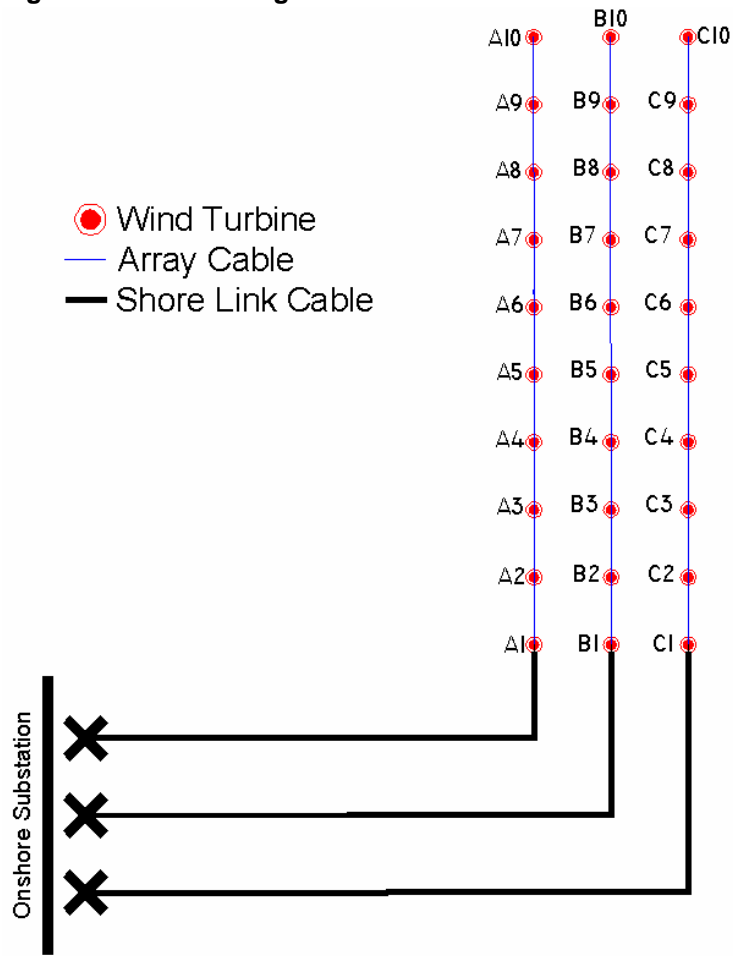 B10
A10
C10
A9
B9
C9
A8
B8
C8
Wind Turbine
A7
B7
C7
Array Cable
Shore Link Cable
A6
B6
C6
A5
B5
C5
A4
B4
C4
A3
B3
C3
A2
B2
C2
A1
B1
C1
Onshore Substation